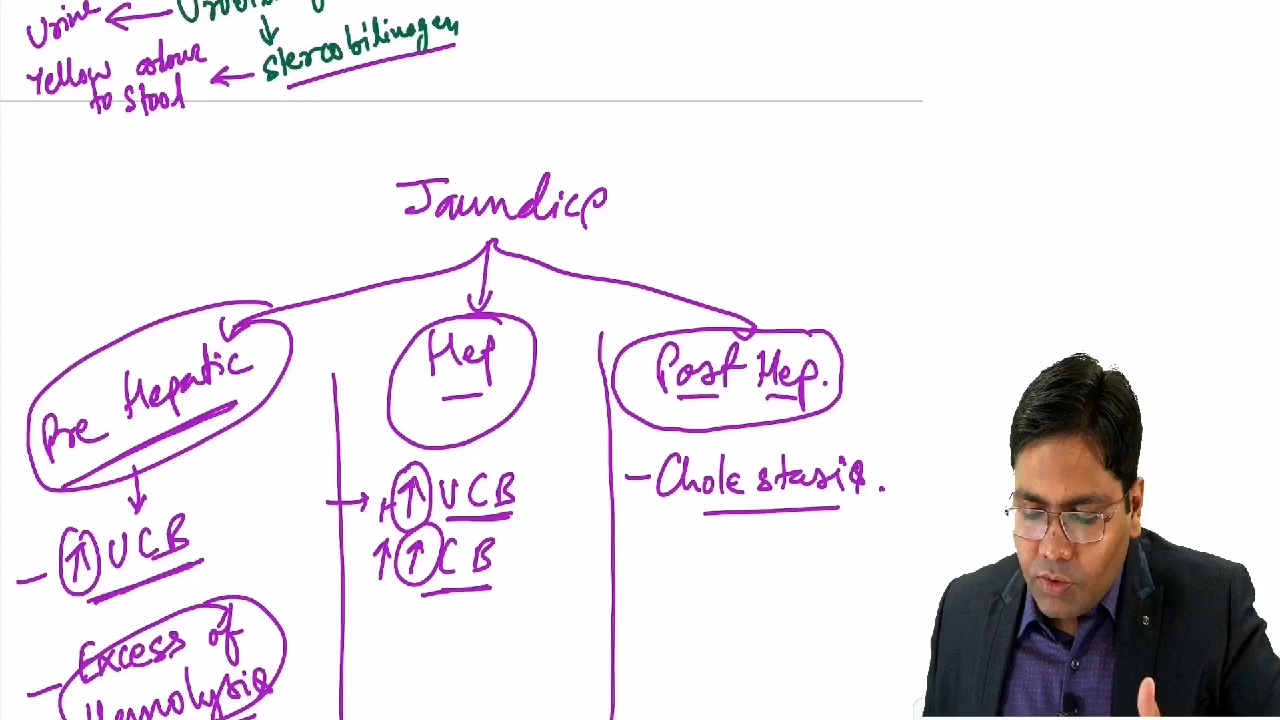 Urine ←
↓ stercobilinogen
Yellow colour ←
to stool
Jaundice
Pre Hepatic
Hep
Post Hep.
- Cholestasis.
→ ↑ UCB
↑ ↑ CB
- ↑ UCB
- Excess of
Hemolysis